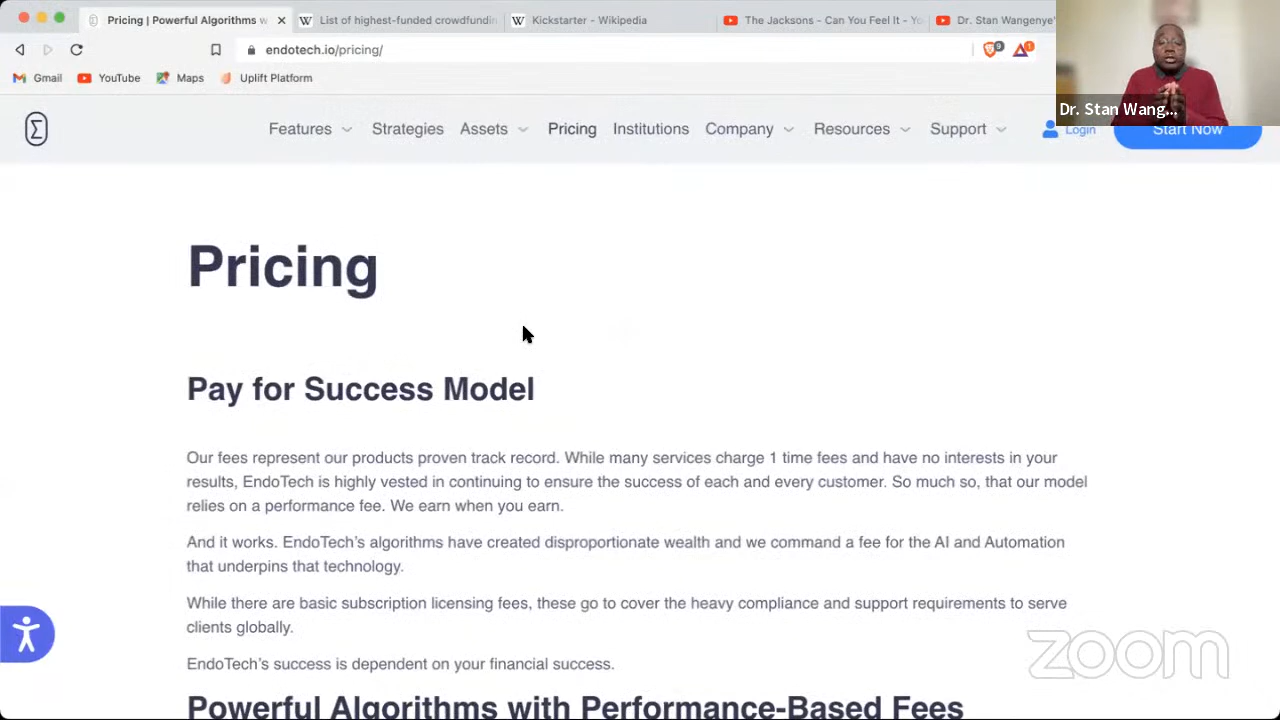 Pricing | Powerful Algorithms w
List of highest-funded crowdfundin
Kickstarter - Wikipedia
The Jacksons - Can You Feel It - Yo
Dr. Stan Wangenye'
endotech.io/pricing/
9
1
Gmail
YouTube
Maps
Uplift Platform
Dr. Stan Wang...
Features
Strategies
Assets
Pricing
Institutions
Company
Resources
Support
Login
Start Now
Pricing
Pay for Success Model
Our fees represent our products proven track record. While many services charge 1 time fees and have no interests in your
results, EndoTech is highly vested in continuing to ensure the success of each and every customer. So much so, that our model
relies on a performance fee. We earn when you earn.
And it works. EndoTech's algorithms have created disproportionate wealth and we command a fee for the AI and Automation
that underpins that technology.
While there are basic subscription licensing fees, these go to cover the heavy compliance and support requirements to serve
clients globally.
EndoTech's success is dependent on your financial success.
Powerful Algorithms with Performance-Based Fees
zoom